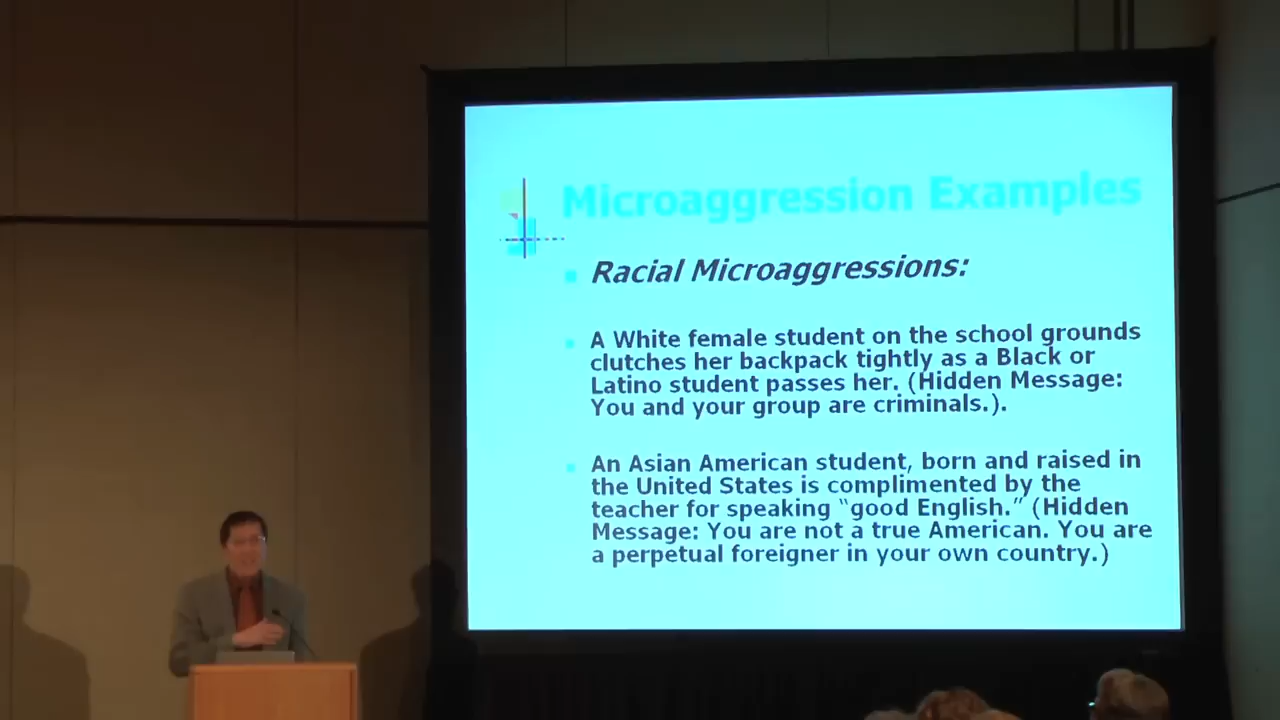 Microaggression Examples
Racial Microaggressions:
A White female student on the school grounds
clutches her backpack tightly as a Black or
Latino student passes her. (Hidden Message:
You and your group are criminals.).
An Asian American student, born and raised in
the United States is complimented by the
teacher for speaking “good English.” (Hidden
Message: You are not a true American. You are
a perpetual foreigner in your own country.)